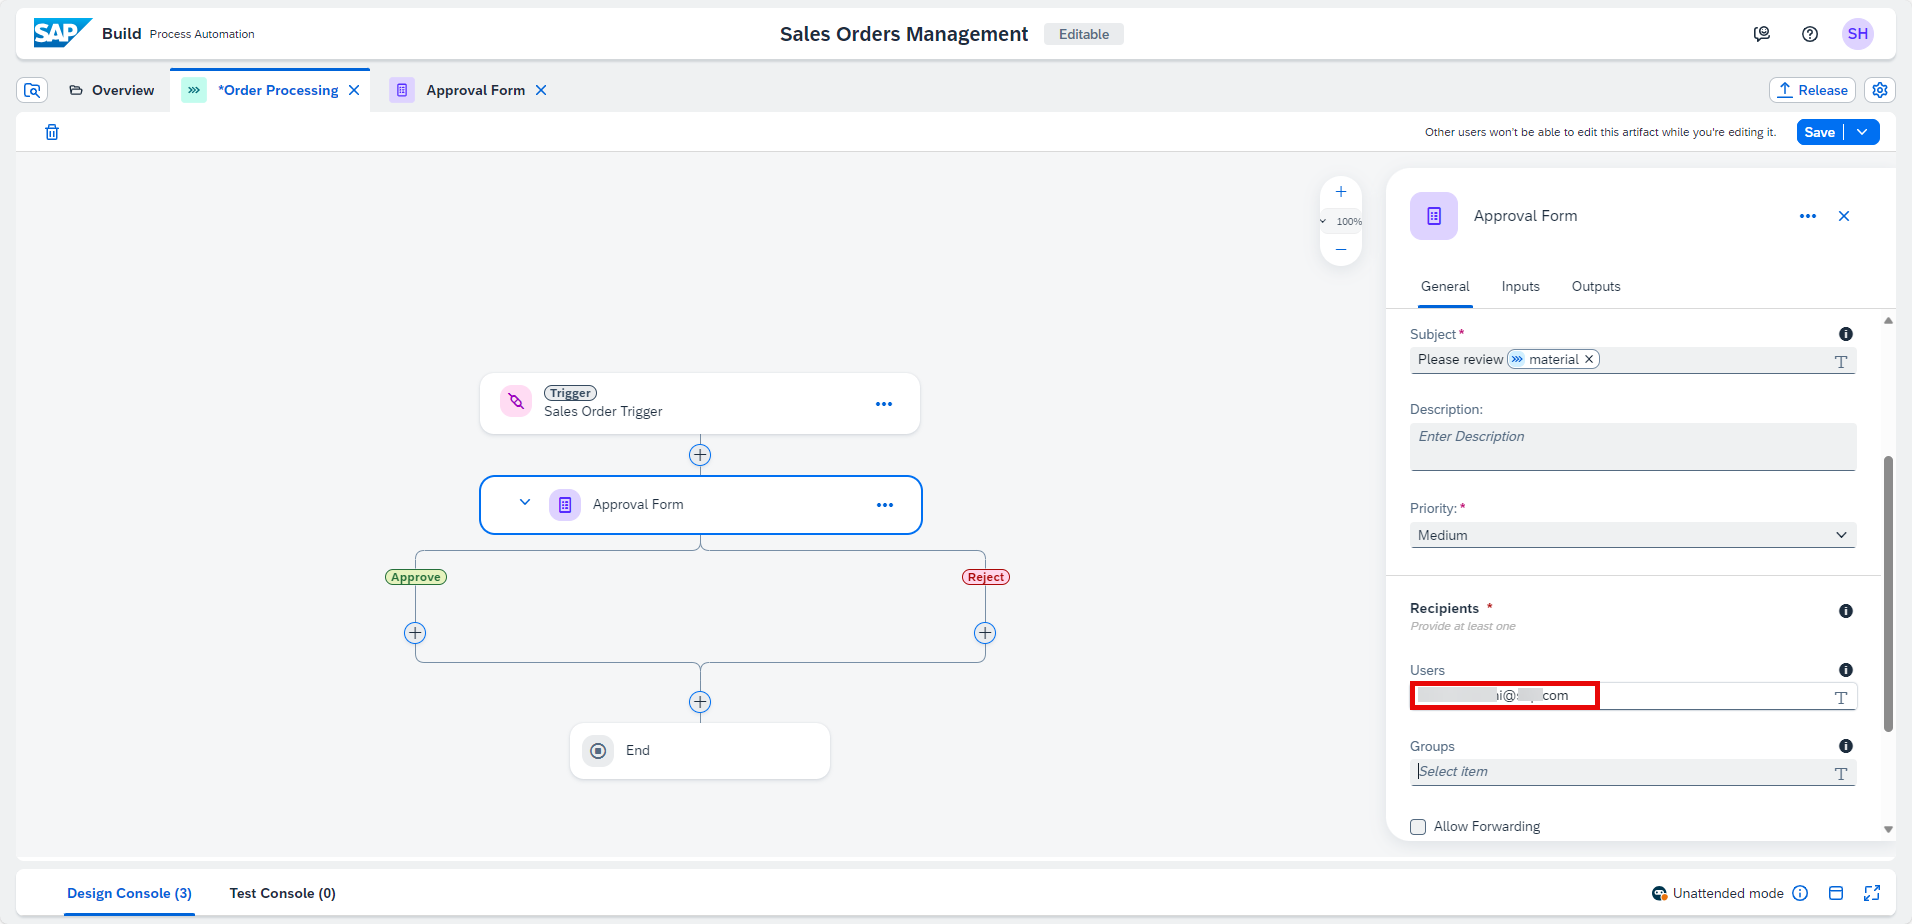 SAP Build Process Automation
Sales Orders Management Editable
SH
Overview *Order Processing Approval Form
Release
Other users won't be able to edit this artifact while you're editing it. Save
100%
Approval Form
General Inputs Outputs
Subject*
Please review material
T
Description:
Enter Description
Priority:*
Medium
Recipients *
Provide at least one
Users
com
T
Groups
Select item
T
Allow Forwarding
Trigger
Sales Order Trigger
Approval Form
Approve
Reject
End
Design Console (3) Test Console (0)
Unattended mode